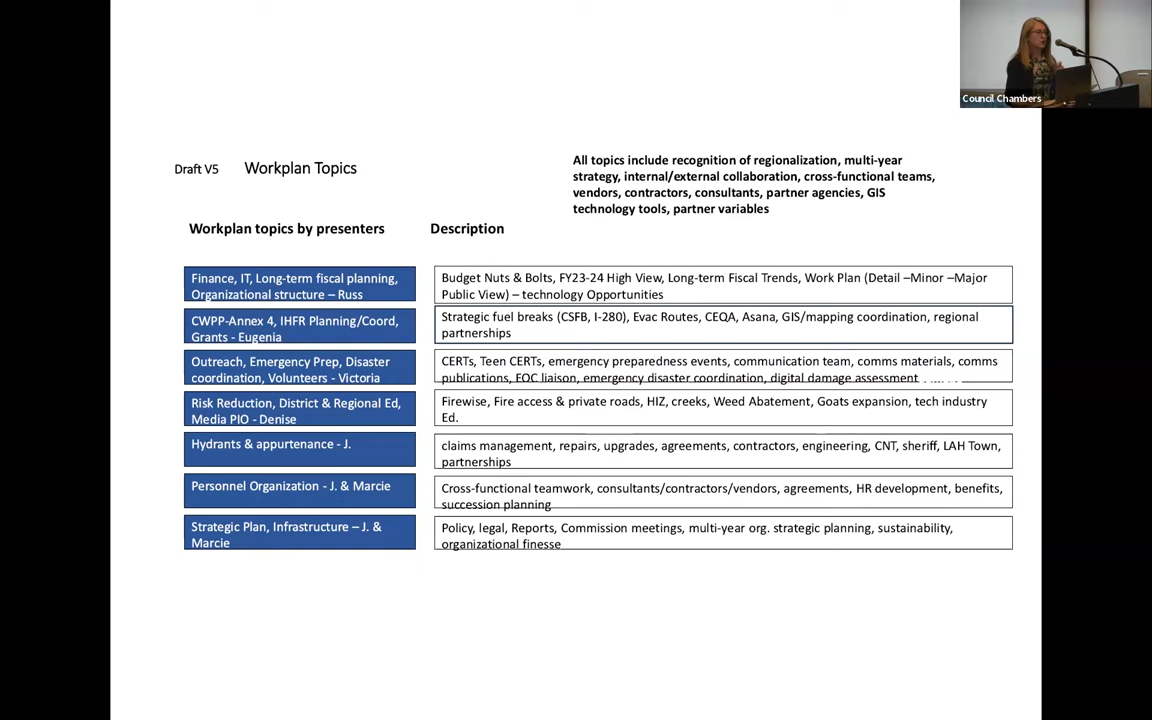 Council Chambers
Draft V5 Workplan Topics
All topics include recognition of regionalization, multi-year
strategy, internal/external collaboration, cross-functional teams,
vendors, contractors, consultants, partner agencies, GIS
technology tools, partner variables
Workplan topics by presenters
Description
Finance, IT, Long-term fiscal planning,
Organizational structure – Russ
Budget Nuts & Bolts, FY23-24 High View, Long-term Fiscal Trends, Work Plan (Detail –Minor –Major
Public View) – technology Opportunities
CWPP-Annex 4, IHFR Planning/Coord,
Grants - Eugenia
Strategic fuel breaks (CSFB, I-280), Evac Routes, CEQA, Asana, GIS/mapping coordination, regional
partnerships
Outreach, Emergency Prep, Disaster
coordination, Volunteers - Victoria
CERTs, Teen CERTs, emergency preparedness events, communication team, comms materials, comms
publications, EOC liaison, emergency disaster coordination, digital damage assessment
Risk Reduction, District & Regional Ed,
Media PIO - Denise
Firewise, Fire access & private roads, HIZ, creeks, Weed Abatement, Goats expansion, tech industry
Ed.
Hydrants & appurtenance - J.
claims management, repairs, upgrades, agreements, contractors, engineering, CNT, sheriff, LAH Town,
partnerships
Personnel Organization - J. & Marcie
Cross-functional teamwork, consultants/contractors/vendors, agreements, HR development, benefits,
succession planning
Strategic Plan, Infrastructure – J. &
Marcie
Policy, legal, Reports, Commission meetings, multi-year org. strategic planning, sustainability,
organizational finesse